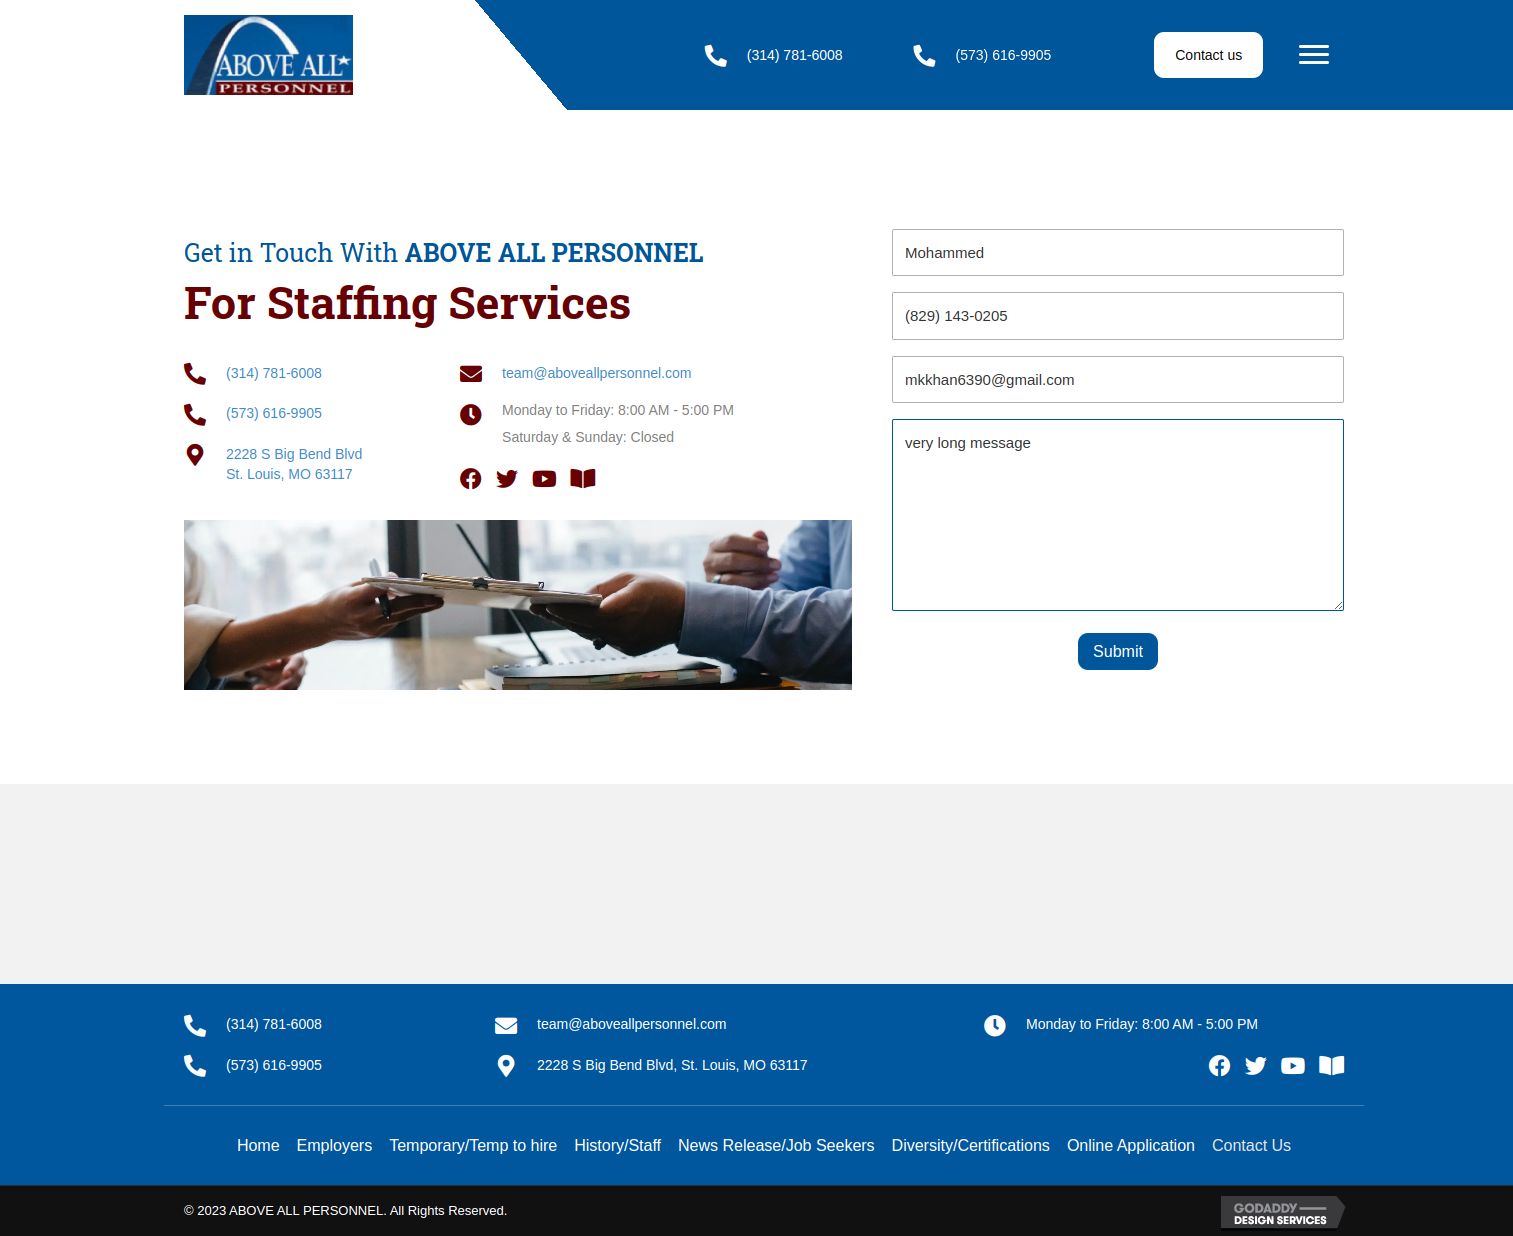 ABOVE ALL
PERSONNEL
(314) 781-6008
(573) 616-9905
Contact us
Get in Touch With ABOVE ALL PERSONNEL
For Staffing Services
(314) 781-6008
team@aboveallpersonnel.com
(573) 616-9905
Monday to Friday: 8:00 AM - 5:00 PM
Saturday & Sunday: Closed
2228 S Big Bend Blvd
St. Louis, MO 63117
Mohammed
(829) 143-0205
mkkhan6390@gmail.com
very long message
Submit
(314) 781-6008
team@aboveallpersonnel.com
Monday to Friday: 8:00 AM - 5:00 PM
(573) 616-9905
2228 S Big Bend Blvd, St. Louis, MO 63117
Home Employers Temporary/Temp to hire History/Staff News Release/Job Seekers Diversity/Certifications Online Application Contact Us
© 2023 ABOVE ALL PERSONNEL. All Rights Reserved.
GODADDY
DESIGN SERVICES